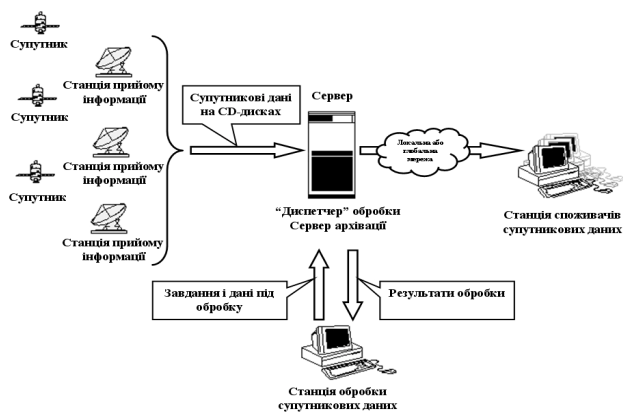 Супутник
Станція прийому
інформації
Супутник
Станція прийому
інформації
Супутник
Станція прийому
інформації
Супутникові дані
на CD-дисках
Сервер
"Диспетчер" обробки
Сервер архівації
Локальна або
глобальна
мережа
Станція споживачів
супутникових даних
Завдання і дані під
обробку
Результати обробки
Станція обробки
супутникових даних